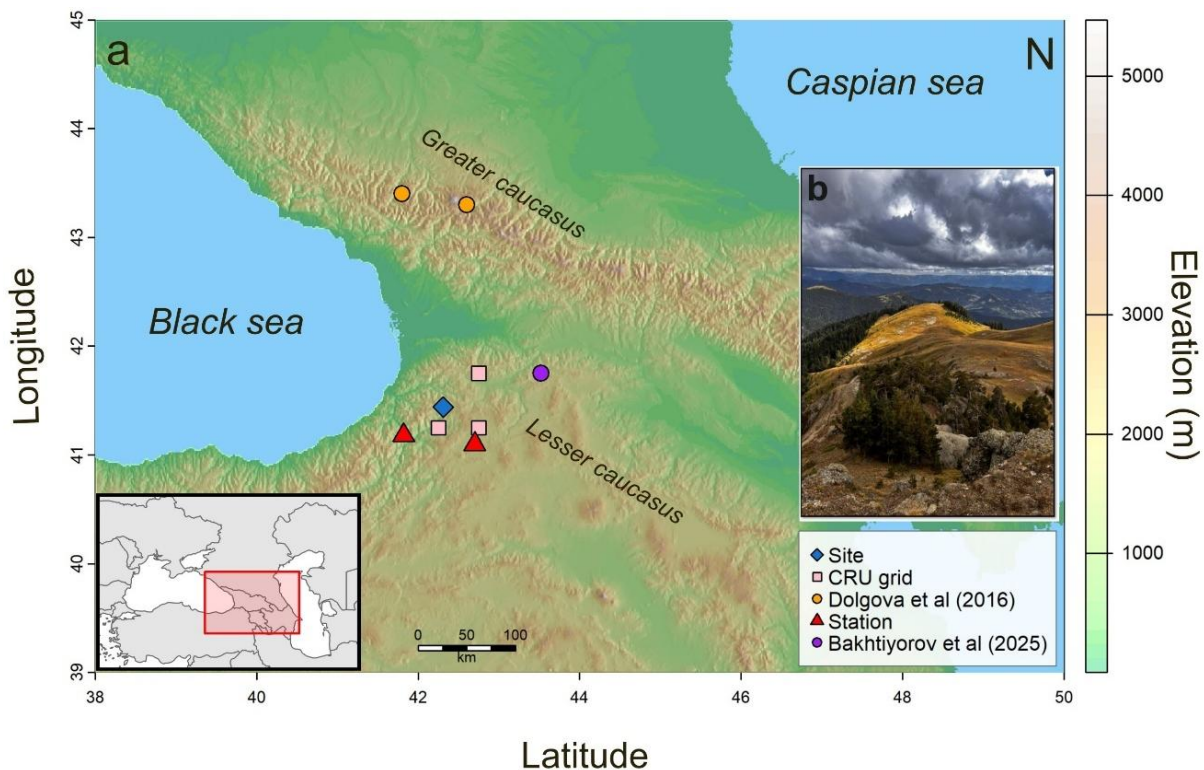 a
N
Caspian sea
Greater caucasus
Black sea
Lesser caucasus
b
Site
CRU grid
Dolgova et al (2016)
Station
Bakhtiyorov et al (2025)
0 50 100
km
45
44
43
42
41
40
39
38 40 42 44 46 48 50
Longitude
Latitude
5000
4000
3000
2000
1000
Elevation (m)